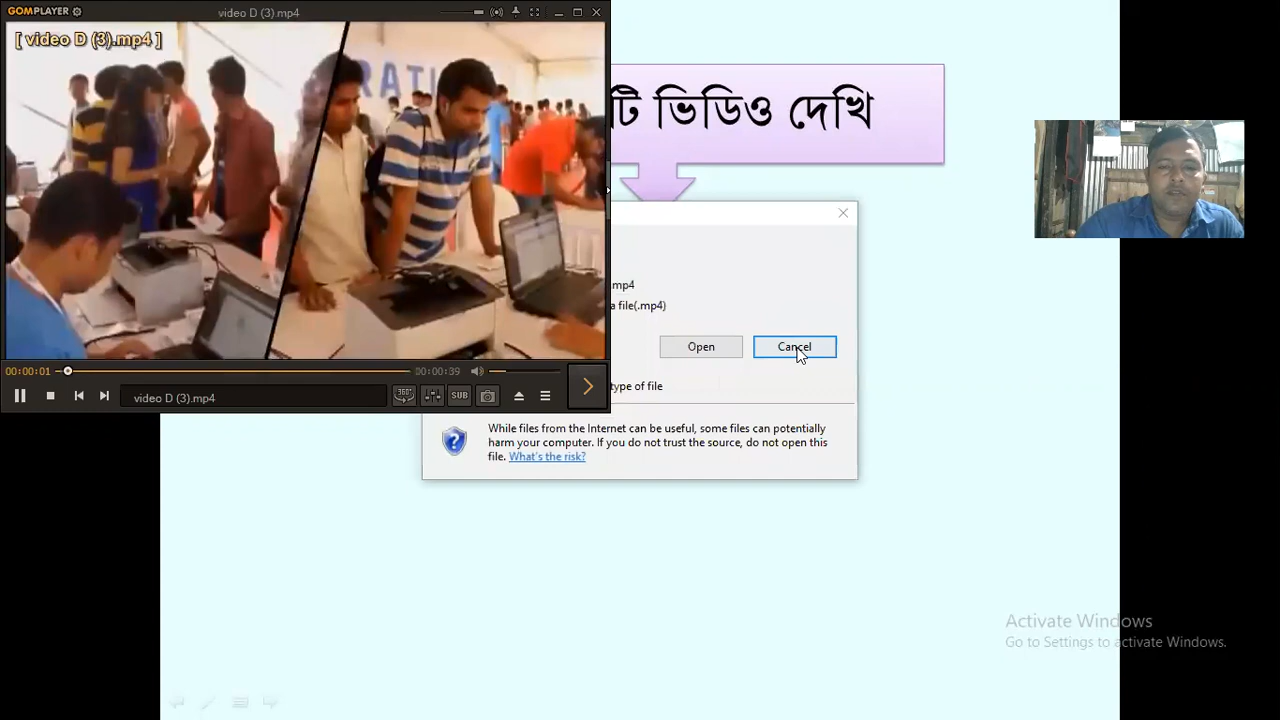 GOMPLAYER
video D (3).mp4
[ video D (3).mp4 ]
RATI
টি ভিডিও দেখি
.mp4
a file(.mp4)
Open
Cancel
00:00:01
00:00:39
360°
SUB
video D (3).mp4
type of file
While files from the Internet can be useful, some files can potentially
harm your computer. If you do not trust the source, do not open this
file. What's the risk?
Activate Windows
Go to Settings to activate Windows.